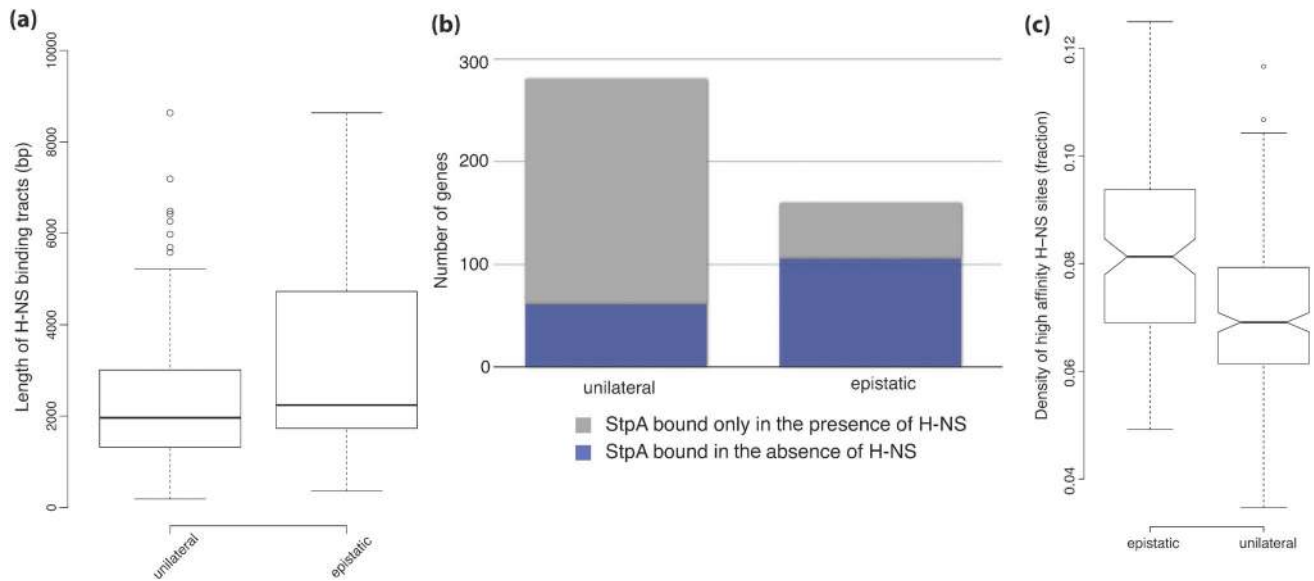 (a)
Length of H-NS binding tracts (bp)
10000
8000
6000
4000
2000
0
unilateral
epistatic
(b)
Number of genes
300
200
100
0
unilateral
epistatic
StpA bound only in the presence of H-NS
StpA bound in the absence of H-NS
(c)
Density of high affinity H–NS sites (fraction)
0.12
0.10
0.08
0.06
0.04
epistatic
unilateral